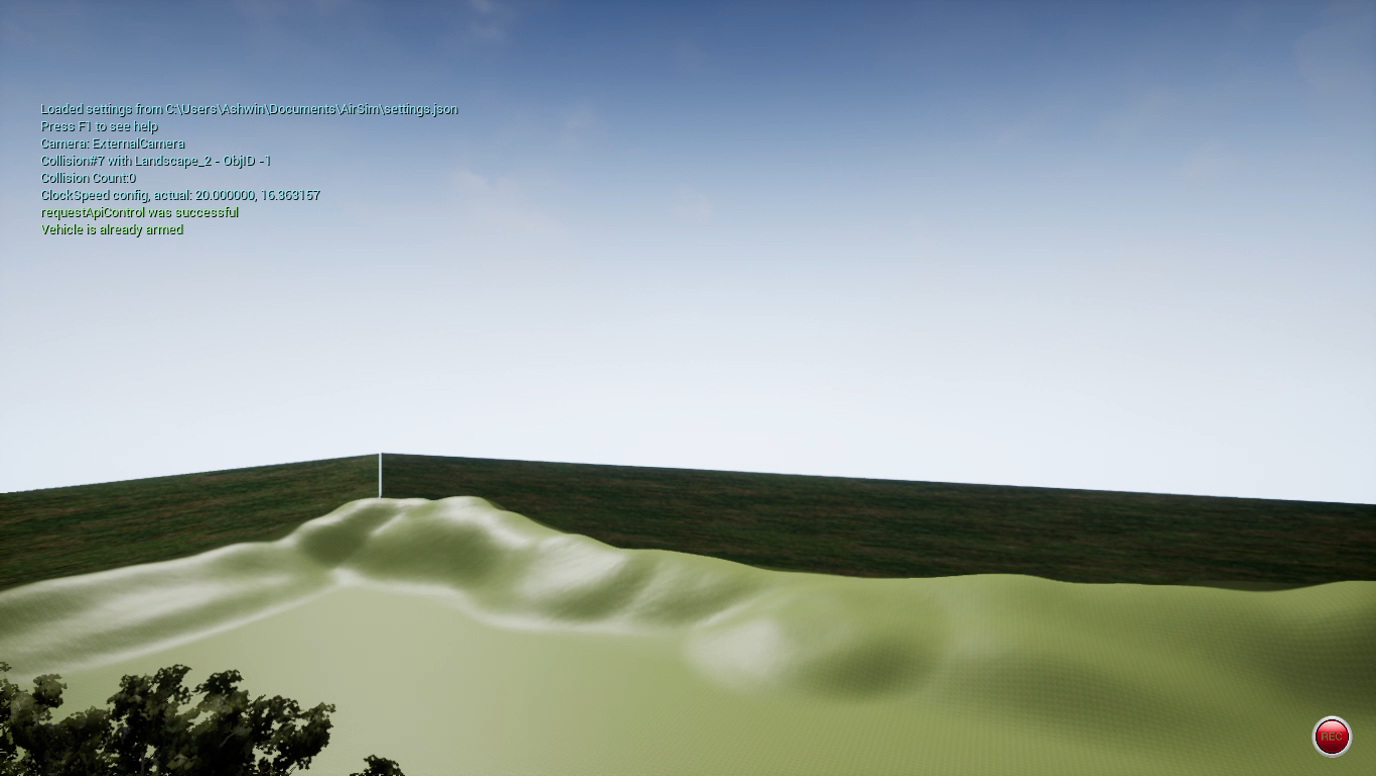 Loaded settings from C:\Users\Ashwin\Documents\AirSim\settings.json
Press F1 to see help
Camera: ExternalCamera
Collision#7 with Landscape_2 - ObjID -1
Collision Count:0
ClockSpeed config, actual: 20.000000, 16.363157
requestApiControl was successful
Vehicle is already armed
REC